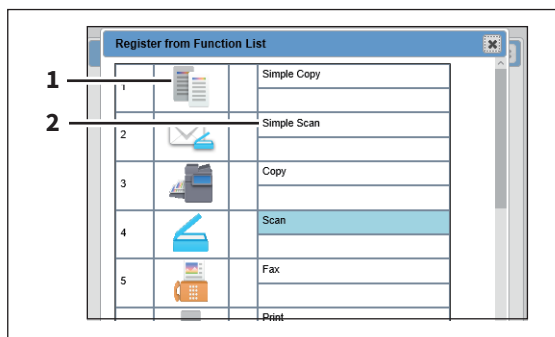 Register from Function List
1
1
Simple Copy
2
2
Simple Scan
3
Copy
4
Scan
5
Fax
Print